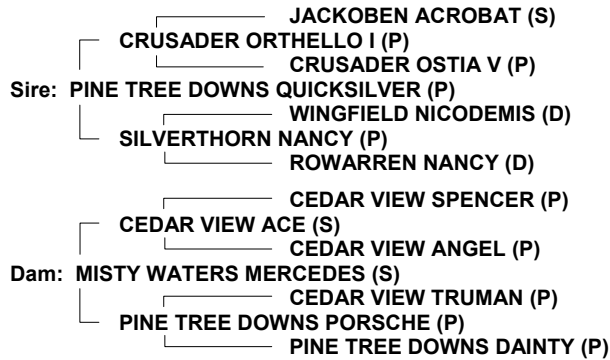 JACKOBEN ACROBAT (S)
CRUSADER ORTHELLO I (P)
CRUSADER OSTIA V (P)
Sire: PINE TREE DOWNS QUICKSILVER (P)
WINGFIELD NICODEMIS (D)
SILVERTHORN NANCY (P)
ROWARREN NANCY (D)
CEDAR VIEW SPENCER (P)
CEDAR VIEW ACE (S)
CEDAR VIEW ANGEL (P)
Dam: MISTY WATERS MERCEDES (S)
CEDAR VIEW TRUMAN (P)
PINE TREE DOWNS PORSCHE (P)
PINE TREE DOWNS DAINTY (P)